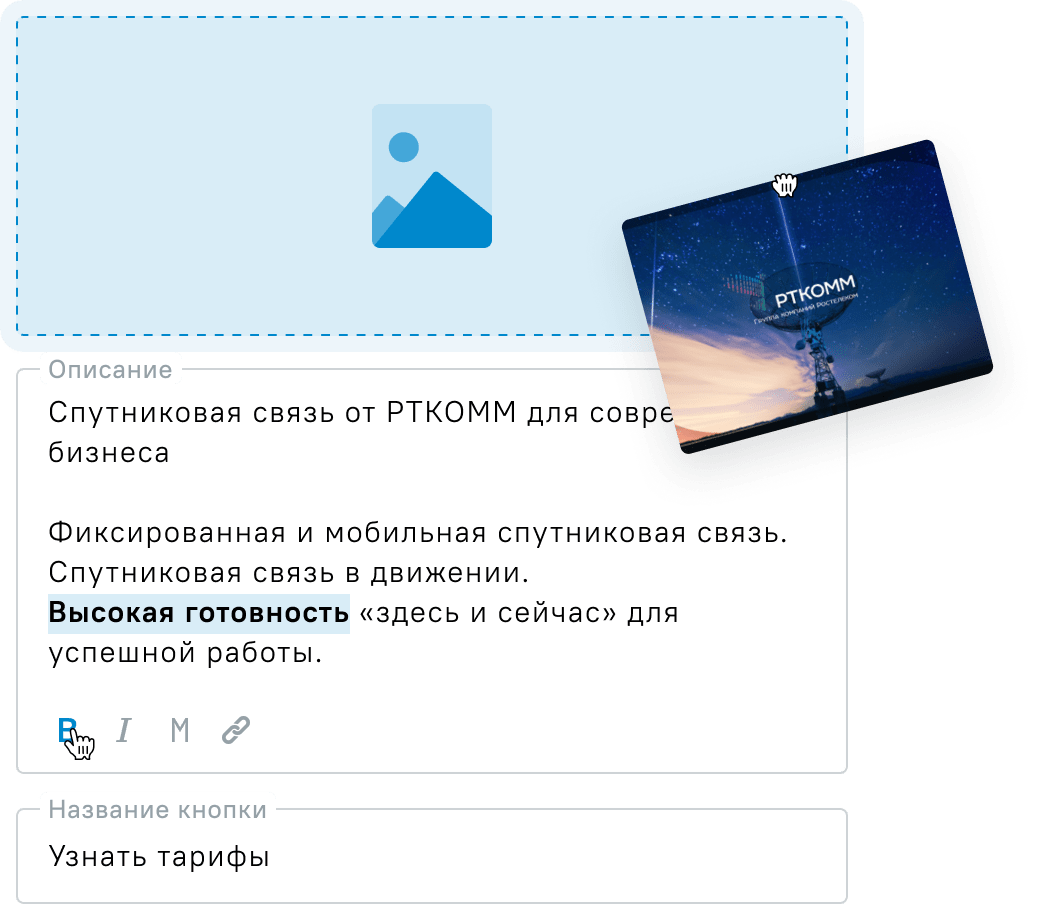 РТКОММ
Группа компаний Ростелеком
Описание
Спутниковая связь от РТКОММ для совре
бизнеса
Фиксированная и мобильная спутниковая связь.
Спутниковая связь в движении.
Высокая готовность «здесь и сейчас» для
успешной работы.
B I M
Название кнопки
Узнать тарифы